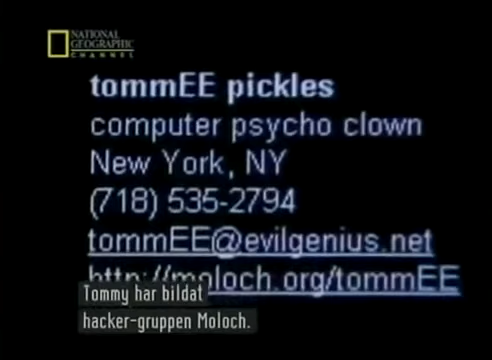 NATIONAL
GEOGRAPHIC
CHANNEL
tommEE pickles
computer psycho clown
New York, NY
(718) 535-2794
tommEE@evilgenius.net
http://moloch.org/tommEE
Tommy har bildat
hacker-gruppen Moloch.